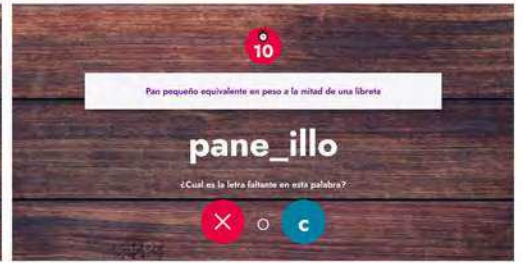 10
Pan pequeño equivalente en peso a la mitad de una libreta
pane_illo
¿Cual es la letra faltante en esta palabra?
O c